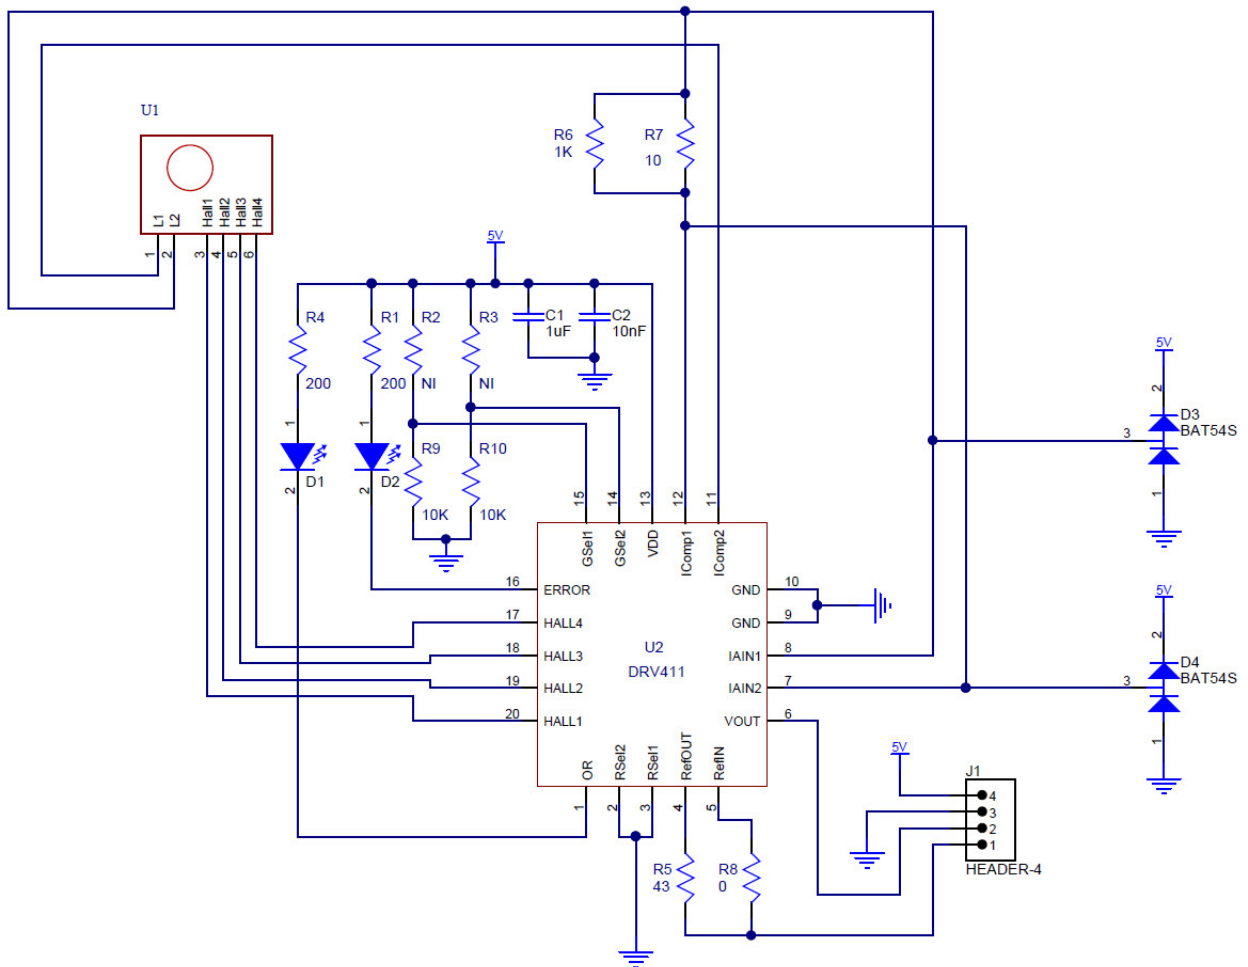 U1
L1
L2
Hall1
Hall2
Hall3
Hall4
1
2
3
4
5
6
R6
1K
R7
10
5V
R4
200
R1
200
R2
NI
R3
NI
C1
1uF
C2
10nF
1
D1
2
1
D2
2
R9
10K
R10
10K
5V
2
D3
BAT54S
3
1
15
14
13
12
11
GSel1
GSel2
VDD
IComp1
IComp2
16
ERROR
17
HALL4
18
HALL3
19
HALL2
20
HALL1
U2
DRV411
GND
10
GND
9
IAIN1
8
IAIN2
7
VOUT
6
OR
RSel2
RSel1
RefOUT
RefIN
1
2
3
4
5
5V
2
D4
BAT54S
3
1
R5
43
R8
0
5V
J1
4
3
2
1
HEADER-4